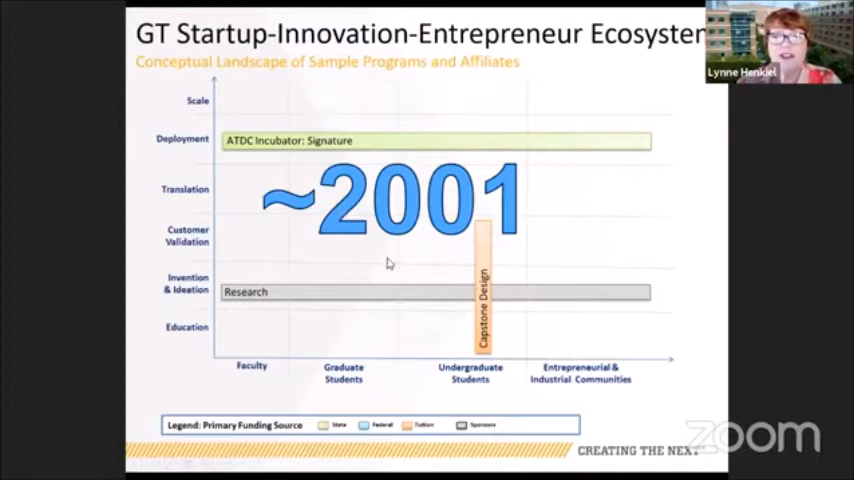 GT Startup-Innovation-Entrepreneur Ecosystem
Conceptual Landscape of Sample Programs and Affiliates
Lynne Henkiel
Scale
Deployment
ATDC Incubator: Signature
Translation
~2001
Customer
Validation
Invention
& Ideation
Research
Capstone Design
Education
Faculty
Graduate
Students
Undergraduate
Students
Entrepreneurial &
Industrial Communities
Legend: Primary Funding Source
State
Federal
Tuition
Sponsors
CREATING THE NEXT
zoom